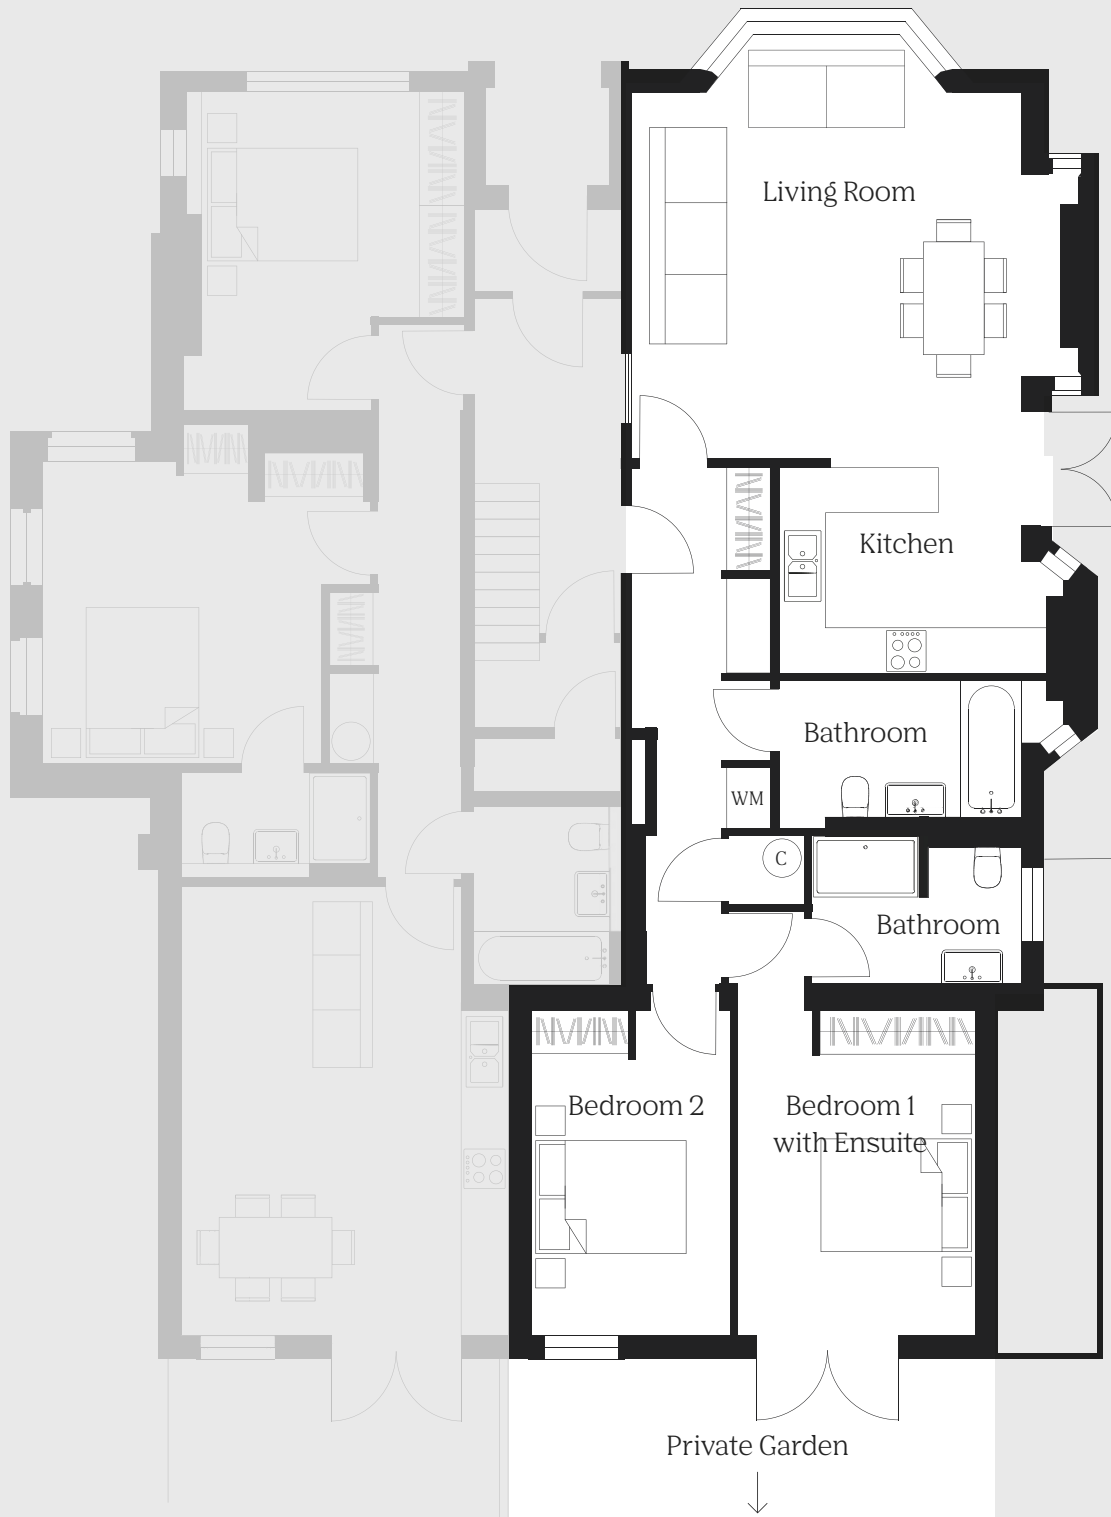 Living Room
Kitchen
Bathroom
WM
C
Bathroom
Bedroom 2
Bedroom 1
with Ensuite
Private Garden